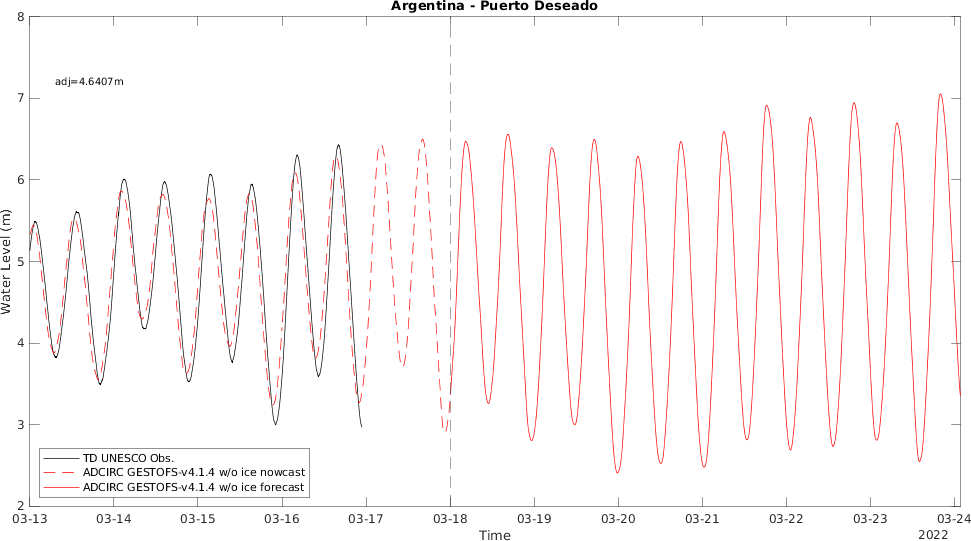 Argentina - Puerto Deseado
8
adj=4.6407m
7
6
5
4
3
2
Water Level (m)
TD UNESCO Obs.
ADCIRC GESTOFS-v4.1.4 w/o ice nowcast
ADCIRC GESTOFS-v4.1.4 w/o ice forecast
03-13 03-14 03-15 03-16 03-17 03-18 03-19 03-20 03-21 03-22 03-23 03-24
Time
2022